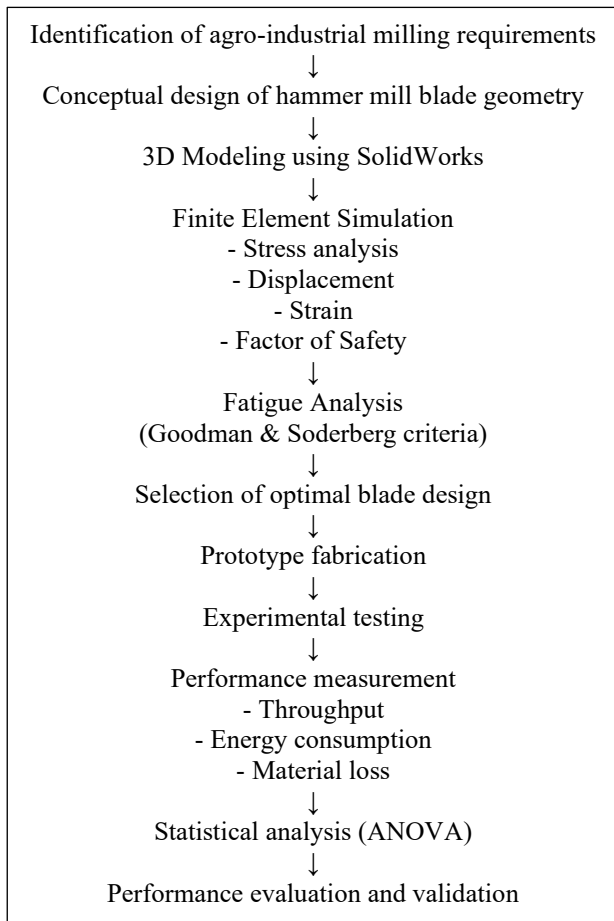 Identification of agro-industrial milling requirements
↓
Conceptual design of hammer mill blade geometry
↓
3D Modeling using SolidWorks
↓
Finite Element Simulation
- Stress analysis
- Displacement
- Strain
- Factor of Safety
↓
Fatigue Analysis
(Goodman & Soderberg criteria)
↓
Selection of optimal blade design
↓
Prototype fabrication
↓
Experimental testing
↓
Performance measurement
- Throughput
- Energy consumption
- Material loss
↓
Statistical analysis (ANOVA)
↓
Performance evaluation and validation